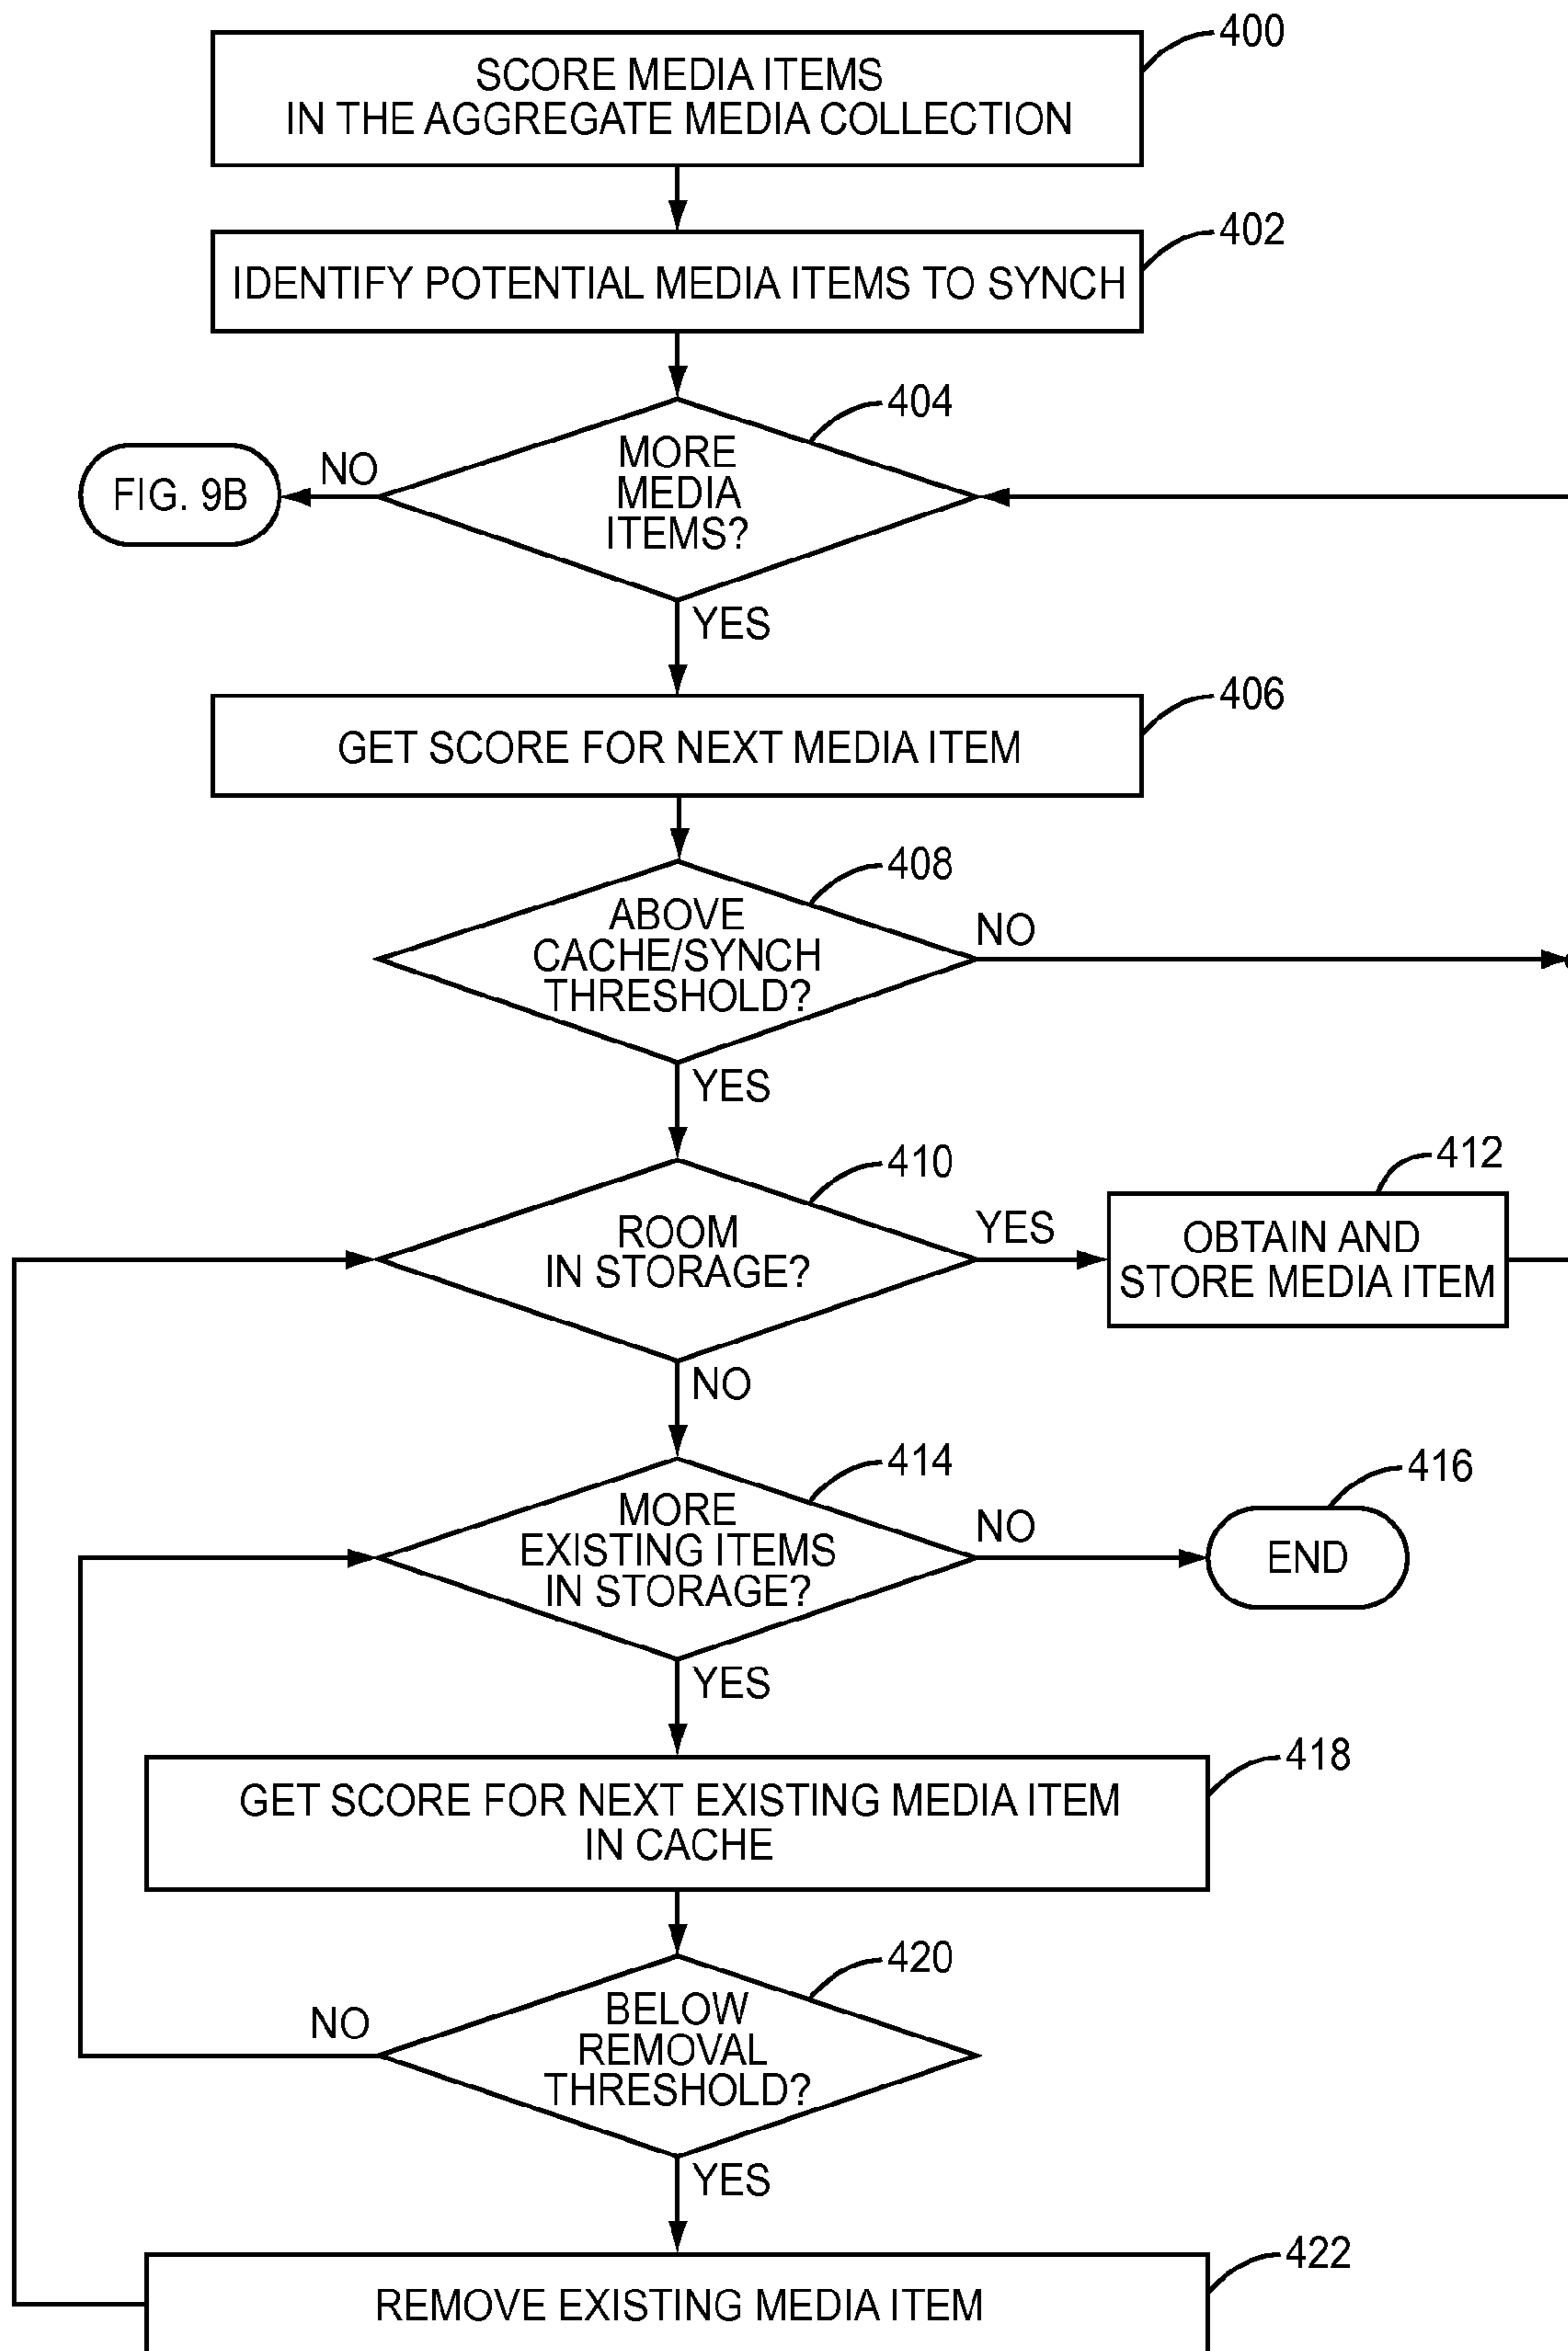 400
SCORE MEDIA ITEMS
IN THE AGGREGATE MEDIA COLLECTION
402
IDENTIFY POTENTIAL MEDIA ITEMS TO SYNCH
404
MORE
MEDIA
ITEMS?
NO
FIG. 9B
YES
406
GET SCORE FOR NEXT MEDIA ITEM
408
ABOVE
CACHE/SYNCH
THRESHOLD?
NO
YES
410
ROOM
IN STORAGE?
YES
412
OBTAIN AND
STORE MEDIA ITEM
NO
414
MORE
EXISTING ITEMS
IN STORAGE?
NO
416
END
YES
418
GET SCORE FOR NEXT EXISTING MEDIA ITEM
IN CACHE
420
BELOW
REMOVAL
THRESHOLD?
NO
YES
422
REMOVE EXISTING MEDIA ITEM